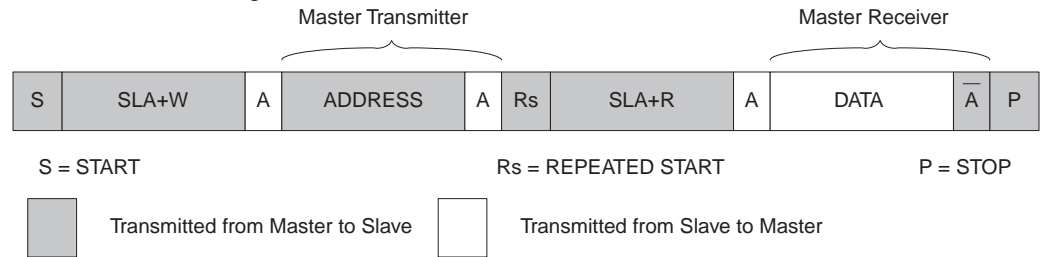 Master Transmitter Master Receiver
S SLA+W A ADDRESS A Rs SLA+R A DATA A̅ P
S = START Rs = REPEATED START P = STOP
Transmitted from Master to Slave Transmitted from Slave to Master